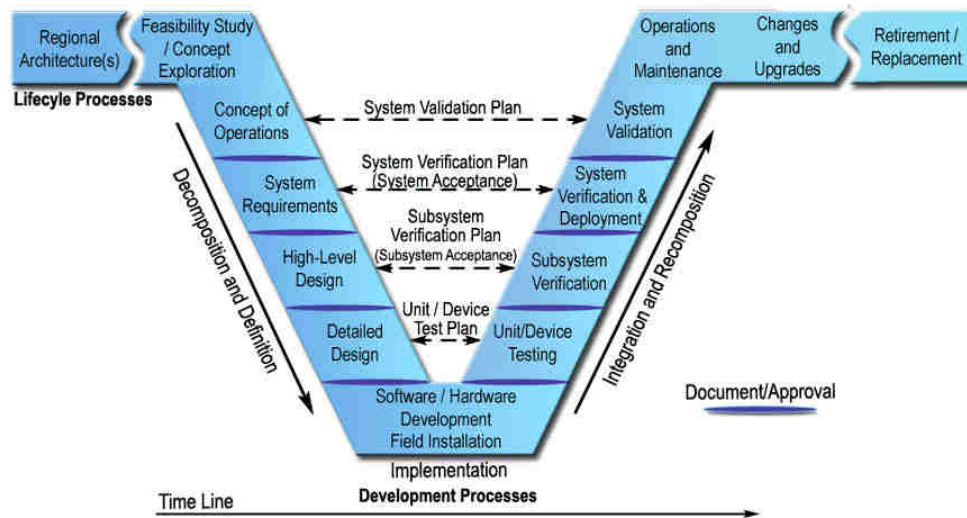 Regional
Architecture(s)
Feasibility Study
/ Concept
Exploration
Operations
and
Maintenance
Changes
and
Upgrades
Retirement /
Replacement
Lifecyle Processes
Concept of
Operations
System Validation Plan
System
Validation
System
Requirements
System Verification Plan
(System Acceptance)
System
Verification &
Deployment
High-Level
Design
Subsystem
Verification Plan
(Subsystem Acceptance)
Subsystem
Verification
Detailed
Design
Unit / Device
Test Plan
Unit/Device
Testing
Decomposition and Definition
Integration and Recomposition
Software / Hardware
Development
Field Installation
Implementation
Document/Approval
Development Processes
Time Line